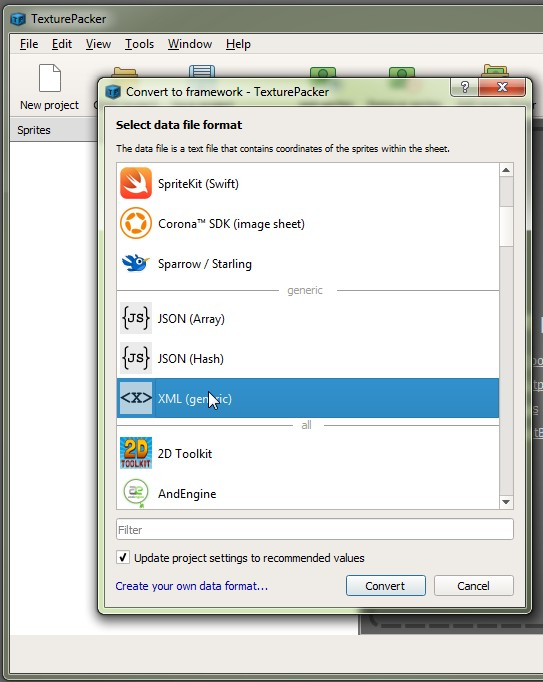 TexturePacker
File Edit View Tools Window Help
New project
Sprites
Convert to framework - TexturePacker
Select data file format
The data file is a text file that contains coordinates of the sprites within the sheet.
SpriteKit (Swift)
Corona™ SDK (image sheet)
Sparrow / Starling
generic
{JS} JSON (Array)
{JS} JSON (Hash)
<X> XML (generic)
all
2D TOOLKIT 2D Toolkit
ae AndEngine
Filter
Update project settings to recommended values
Create your own data format...
Convert Cancel